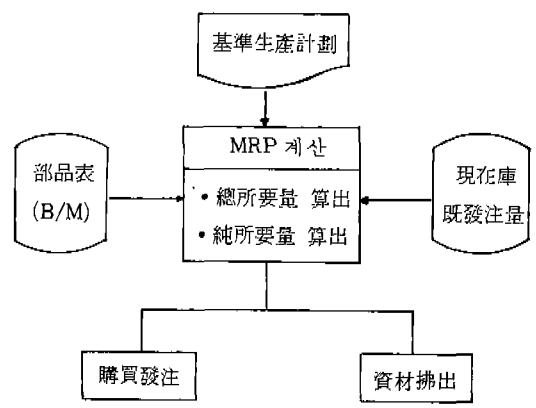 基準生產計劃
MRP 계산
• 總所要量 算出
• 純所要量 算出
部品表
(B/M)
現在庫
既發注量
購買發注
資材拂出